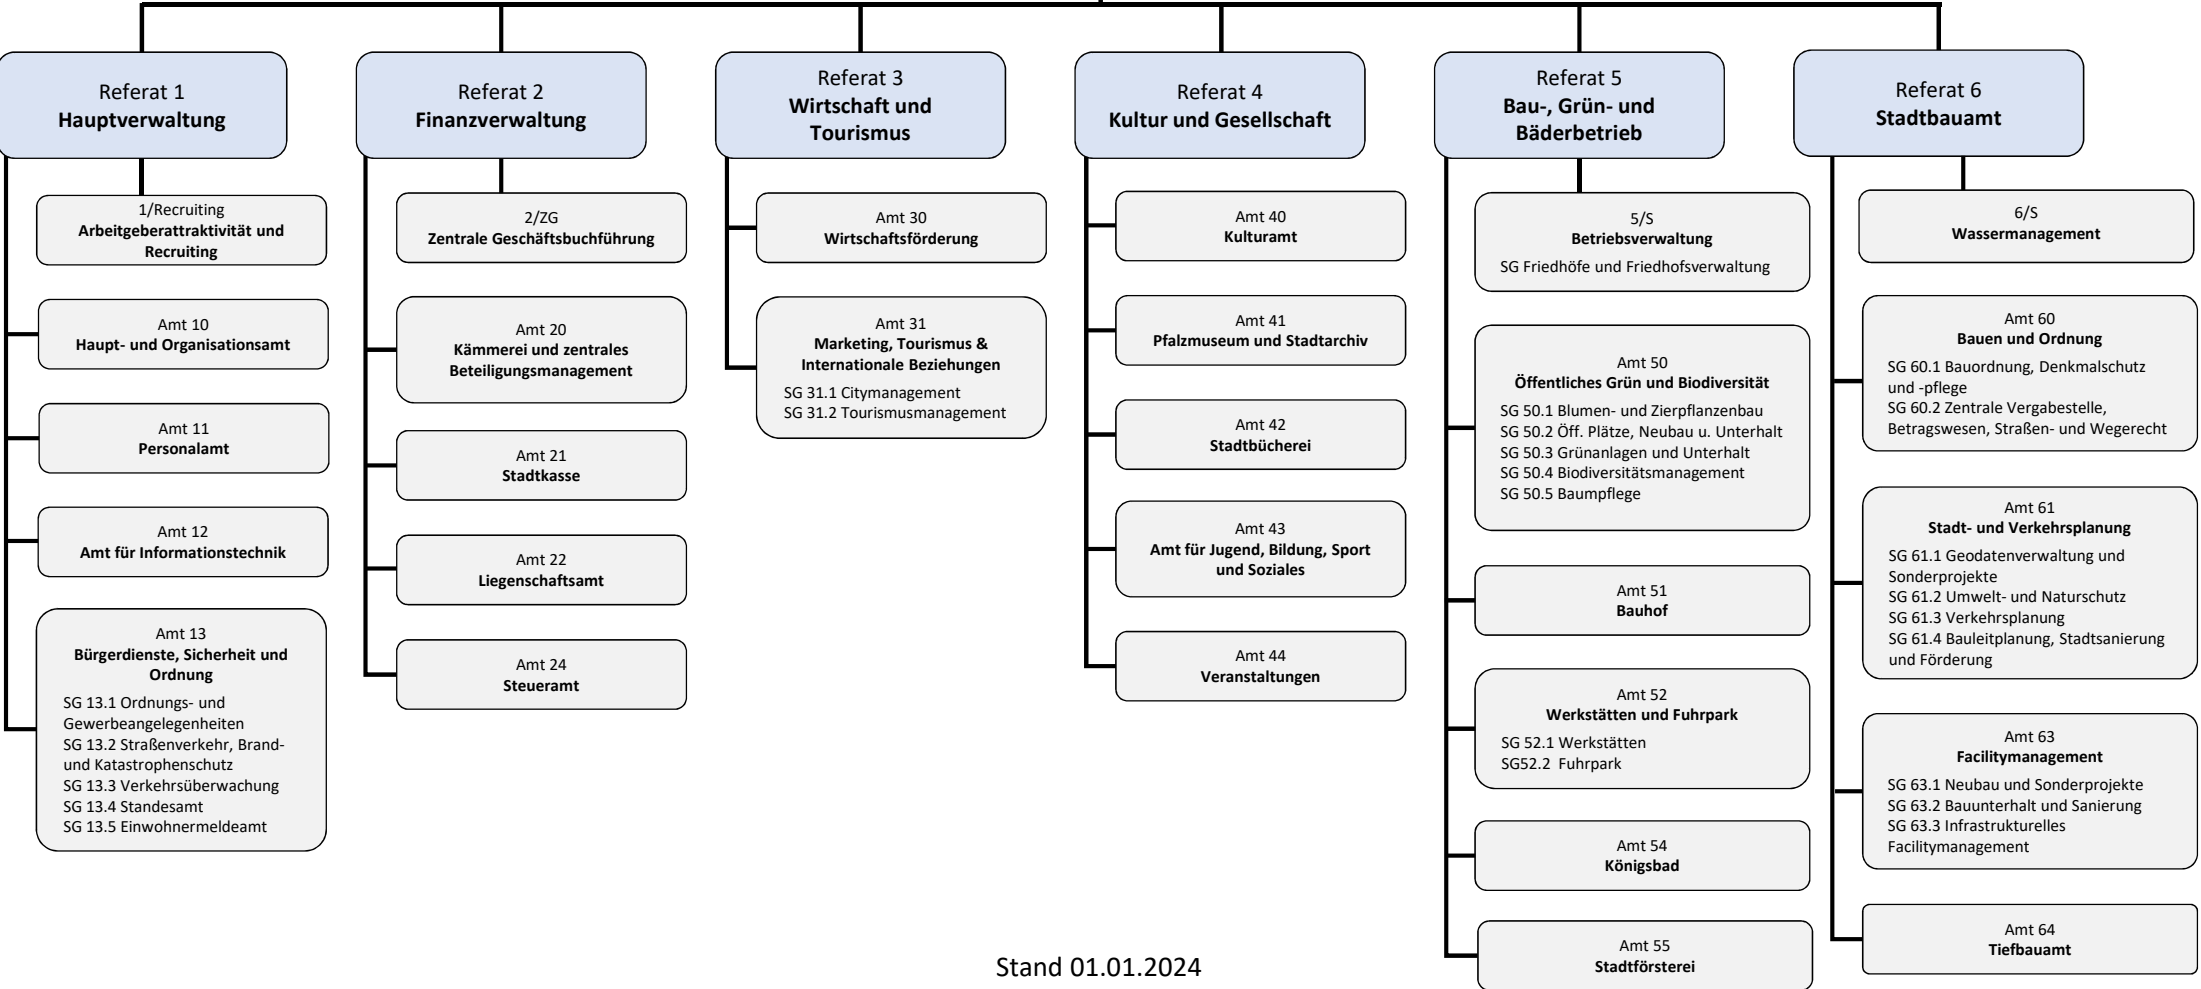 Referat 1
Hauptverwaltung
1/Recruiting
Arbeitgeberattraktivität und
Recruiting
Amt 10
Haupt- und Organisationsamt
Amt 11
Personalamt
Amt 12
Amt für Informationstechnik
Amt 13
Bürgerdienste, Sicherheit und
Ordnung
SG 13.1 Ordnungs- und
Gewerbeangelegenheiten
SG 13.2 Straßenverkehr, Brand-
und Katastrophenschutz
SG 13.3 Verkehrsüberwachung
SG 13.4 Standesamt
SG 13.5 Einwohnermeldeamt
Referat 2
Finanzverwaltung
2/ZG
Zentrale Geschäftsbuchführung
Amt 20
Kämmerei und zentrales
Beteiligungsmanagement
Amt 21
Stadtkasse
Amt 22
Liegenschaftsamt
Amt 24
Steueramt
Referat 3
Wirtschaft und
Tourismus
Amt 30
Wirtschaftsförderung
Amt 31
Marketing, Tourismus &
Internationale Beziehungen
SG 31.1 Citymanagement
SG 31.2 Tourismusmanagement
Referat 4
Kultur und Gesellschaft
Amt 40
Kulturamt
Amt 41
Pfalzmuseum und Stadtarchiv
Amt 42
Stadtbücherei
Amt 43
Amt für Jugend, Bildung, Sport
und Soziales
Amt 44
Veranstaltungen
Referat 5
Bau-, Grün- und
Bäderbetrieb
5/S
Betriebsverwaltung
SG Friedhöfe und Friedhofsverwaltung
Amt 50
Öffentliches Grün und Biodiversität
SG 50.1 Blumen- und Zierpflanzenbau
SG 50.2 Öff. Plätze, Neubau u. Unterhalt
SG 50.3 Grünanlagen und Unterhalt
SG 50.4 Biodiversitätsmanagement
SG 50.5 Baumpflege
Amt 51
Bauhof
Amt 52
Werkstätten und Fuhrpark
SG 52.1 Werkstätten
SG52.2 Fuhrpark
Amt 54
Königsbad
Amt 55
Stadtförsterei
Referat 6
Stadtbauamt
6/S
Wassermanagement
Amt 60
Bauen und Ordnung
SG 60.1 Bauordnung, Denkmalschutz
und -pflege
SG 60.2 Zentrale Vergabestelle,
Betragswesen, Straßen- und Wegerecht
Amt 61
Stadt- und Verkehrsplanung
SG 61.1 Geodatenverwaltung und
Sonderprojekte
SG 61.2 Umwelt- und Naturschutz
SG 61.3 Verkehrsplanung
SG 61.4 Bauleitplanung, Stadtsanierung
und Förderung
Amt 63
Facilitymanagement
SG 63.1 Neubau und Sonderprojekte
SG 63.2 Bauunterhalt und Sanierung
SG 63.3 Infrastrukturelles
Facilitymanagement
Amt 64
Tiefbauamt
Stand 01.01.2024